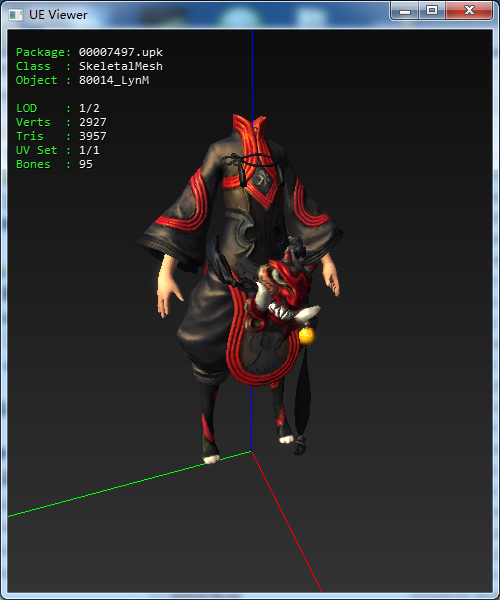 UE Viewer
Package: 00007497.upk
Class : SkeletalMesh
Object : 80014_LynM
LOD : 1/2
Verts : 2927
Tris : 3957
UV Set : 1/1
Bones : 95